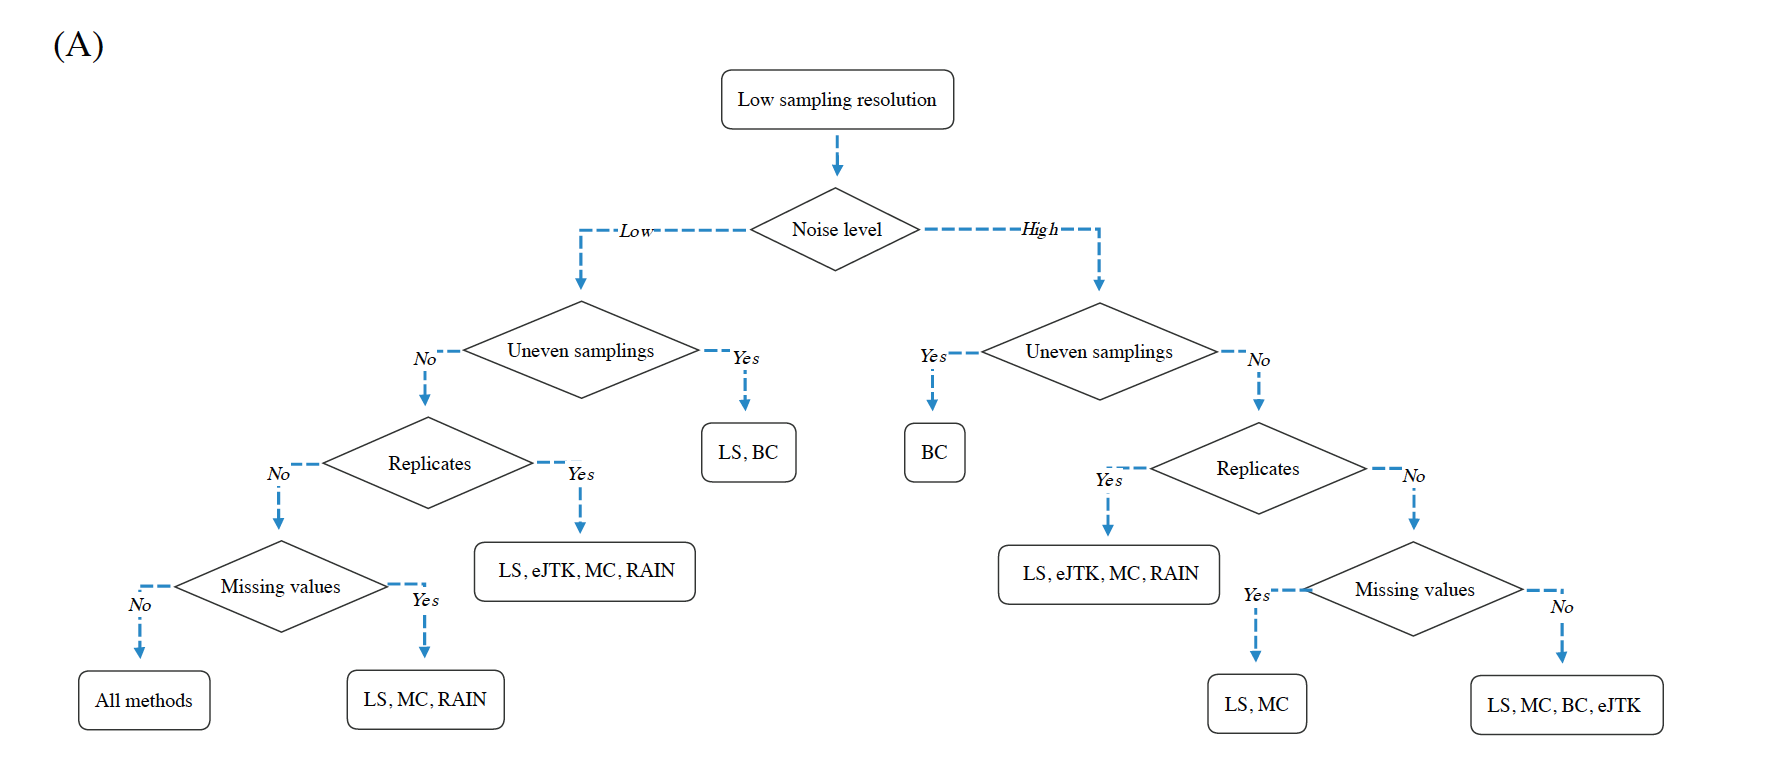 (A)
Low sampling resolution
Noise level
Low
High
Uneven samplings
Uneven samplings
No
Yes
Yes
No
LS, BC
BC
Replicates
Replicates
No
Yes
Yes
No
LS, eJTK, MC, RAIN
LS, eJTK, MC, RAIN
Missing values
Missing values
No
Yes
Yes
No
All methods
LS, MC, RAIN
LS, MC
LS, MC, BC, eJTK